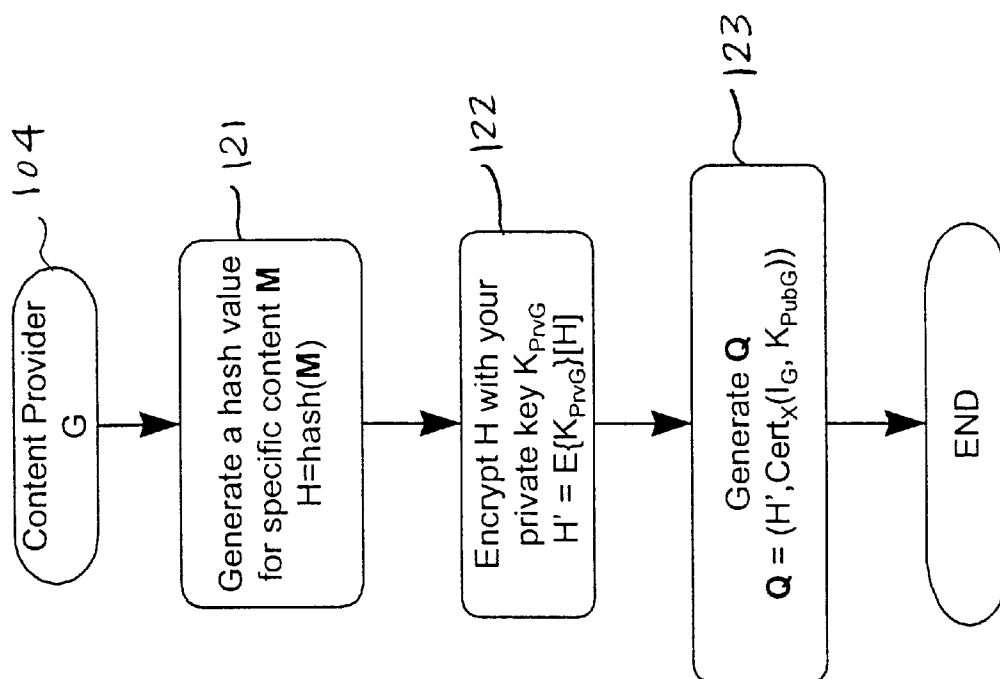 Content Provider
G
104
Generate a hash value
for specific content M
H=hash(M)
121
Encrypt H with your
private key K_PrvG
H' = E{K_PrvG}[H]
122
Generate Q
Q = (H',Cert_X(I_G, K_PubG))
123
END